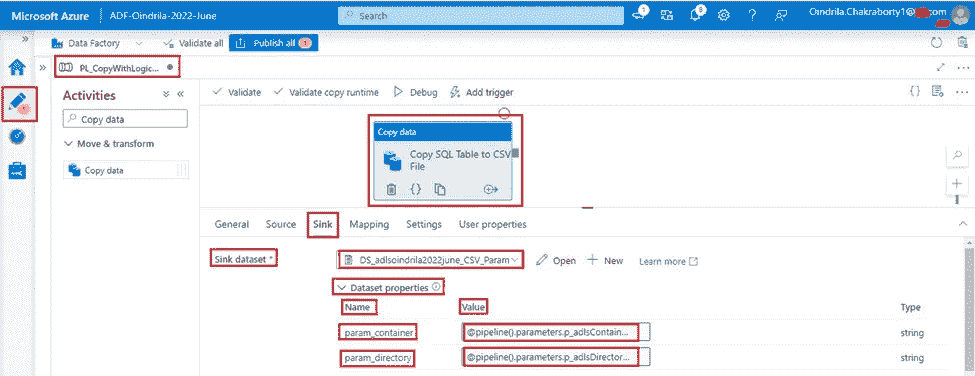 Microsoft Azure ADF-Oindrila-2022-June Search 1 8 Oindrila.Chakraborty1@ .com
Data Factory Validate all Publish all 1
PL_CopyWithLogic...
Validate Validate copy runtime Debug Add trigger
Activities
Copy data
Move & transform
Copy data
Copy data
Copy SQL Table to CSV
File
General Source Sink Mapping Settings User properties
Sink dataset * DS_adlsoindrila2022june_CSV_Param Open New Learn more
Dataset properties
Name Value Type
param_container @pipeline().parameters.p_adlsContain... string
param_directory @pipeline().parameters.p_adlsDirector... string